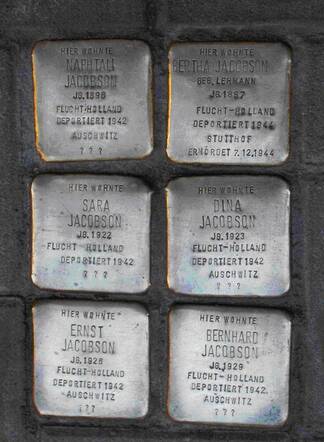 HIER WOHNTE
NAPHTALI
JACOBSON
JG.1898
FLUCHT HOLLAND
DEPORTIERT 1942
AUSCHWITZ
? ? ?
HIER WOHNTE
BERTHA JACOBSON
GEB. LEHMANN
JG.1887
FLUCHT-HOLLAND
DEPORTIERT 1944
STUTTHOF
ERMORDET 7.12.1944
HIER WOHNTE
SARA
JACOBSON
JG.1922
FLUCHT HOLLAND
DEPORTIERT 1942
? ? ?
HIER WOHNTE
DINA
JACOBSON
JG.1923
FLUCHT-HOLLAND
DEPORTIERT 1942
AUSCHWITZ
? ? ?
HIER WOHNTE
ERNST
JACOBSON
JG.1926
FLUCHT-HOLLAND
DEPORTIERT 1942
AUSCHWITZ
? ? ?
HIER WOHNTE
BERNHARD
JACOBSON
JG.1929
FLUCHT-HOLLAND
DEPORTIERT 1942
AUSCHWITZ
? ? ?